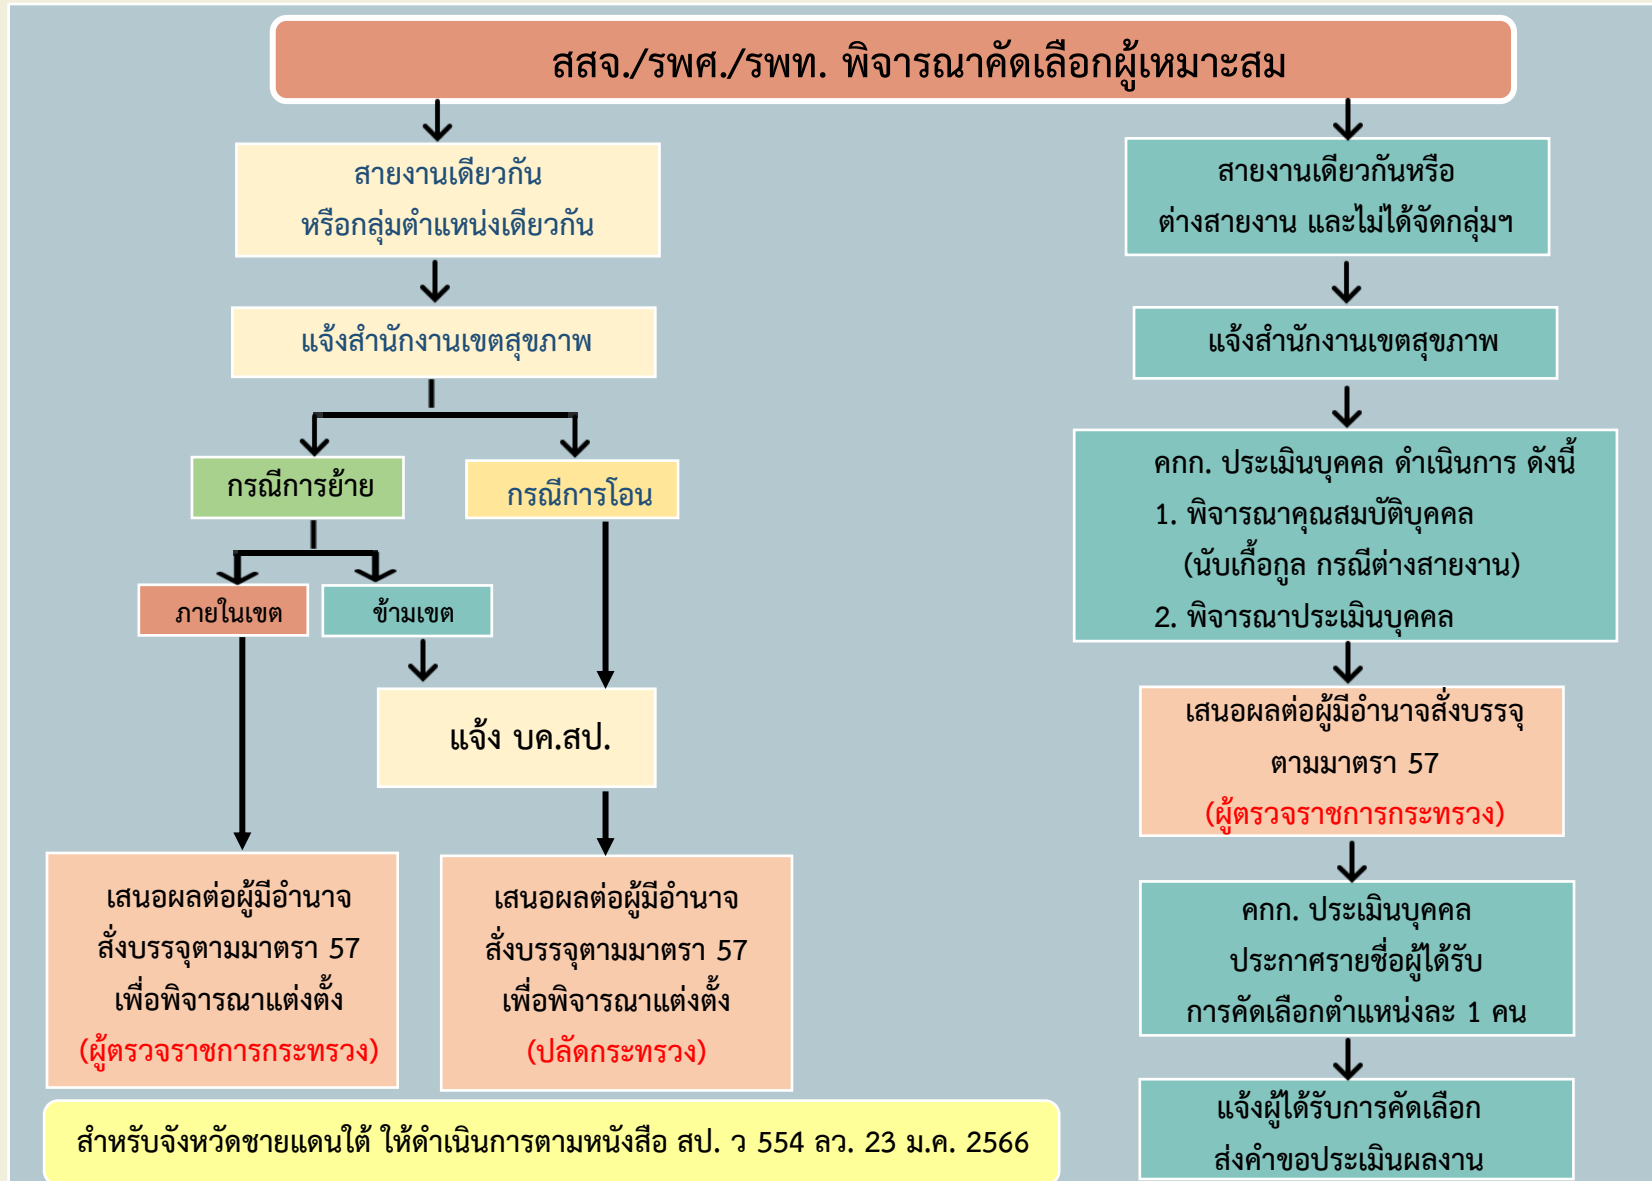 สสจ./รพศ./รพท. พิจารณาคัดเลือกผู้เหมาะสม
สายงานเดียวกัน
หรือกลุ่มตำแหน่งเดียวกัน
แจ้งสำนักงานเขตสุขภาพ
กรณีการย้าย
กรณีการโอน
ภายในเขต
ข้ามเขต
แจ้ง บค.สป.
เสนอผลต่อผู้มีอำนาจ
สั่งบรรจุตามมาตรา 57
เพื่อพิจารณาแต่งตั้ง
(ผู้ตรวจราชการกระทรวง)
เสนอผลต่อผู้มีอำนาจ
สั่งบรรจุตามมาตรา 57
เพื่อพิจารณาแต่งตั้ง
(ปลัดกระทรวง)
สำหรับจังหวัดชายแดนใต้ ให้ดำเนินการตามหนังสือ สป. ว 554 ลว. 23 ม.ค. 2566
สายงานเดียวกันหรือ
ต่างสายงาน และไม่ได้จัดกลุ่มฯ
แจ้งสำนักงานเขตสุขภาพ
คกก. ประเมินบุคคล ดำเนินการ ดังนี้
1. พิจารณาคุณสมบัติบุคคล
(นับเกื้อกูล กรณีต่างสายงาน)
2. พิจารณาประเมินบุคคล
เสนอผลต่อผู้มีอำนาจสั่งบรรจุ
ตามมาตรา 57
(ผู้ตรวจราชการกระทรวง)
คกก. ประเมินบุคคล
ประกาศรายชื่อผู้ได้รับ
การคัดเลือกตำแหน่งละ 1 คน
แจ้งผู้ได้รับการคัดเลือก
ส่งคำขอประเมินผลงาน